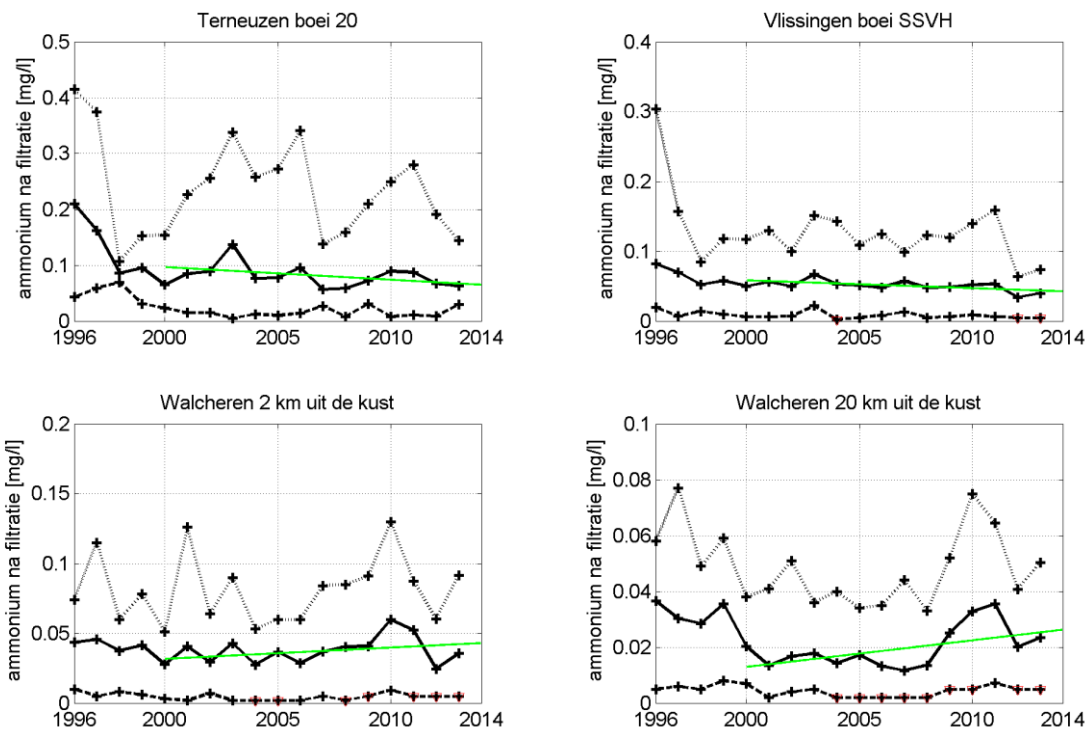 Terneuzen boei 20
ammonium na filtratie [mg/l]
0.5
0.4
0.3
0.2
0.1
0
1996 2000 2005 2010 2014
Vlissingen boei SSVH
ammonium na filtratie [mg/l]
0.4
0.3
0.2
0.1
0
1996 2000 2005 2010 2014
Walcheren 2 km uit de kust
ammonium na filtratie [mg/l]
0.2
0.15
0.1
0.05
0
1996 2000 2005 2010 2014
Walcheren 20 km uit de kust
ammonium na filtratie [mg/l]
0.1
0.08
0.06
0.04
0.02
0
1996 2000 2005 2010 2014